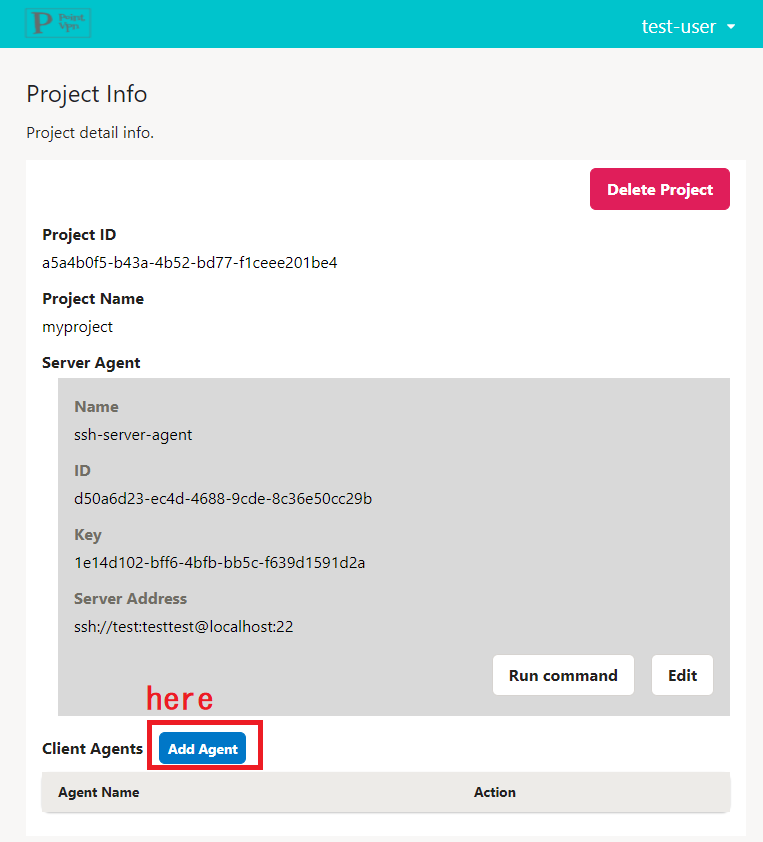 P Point Vpn
test-user
Project Info
Project detail info.
Delete Project
Project ID
a5a4b0f5-b43a-4b52-bd77-f1ceee201be4
Project Name
myproject
Server Agent
Name
ssh-server-agent
ID
d50a6d23-ec4d-4688-9cde-8c36e50cc29b
Key
1e14d102-bff6-4bfb-bb5c-f639d1591d2a
Server Address
ssh://test:testtest@localhost:22
Run command Edit
here
Client Agents Add Agent
Agent Name Action